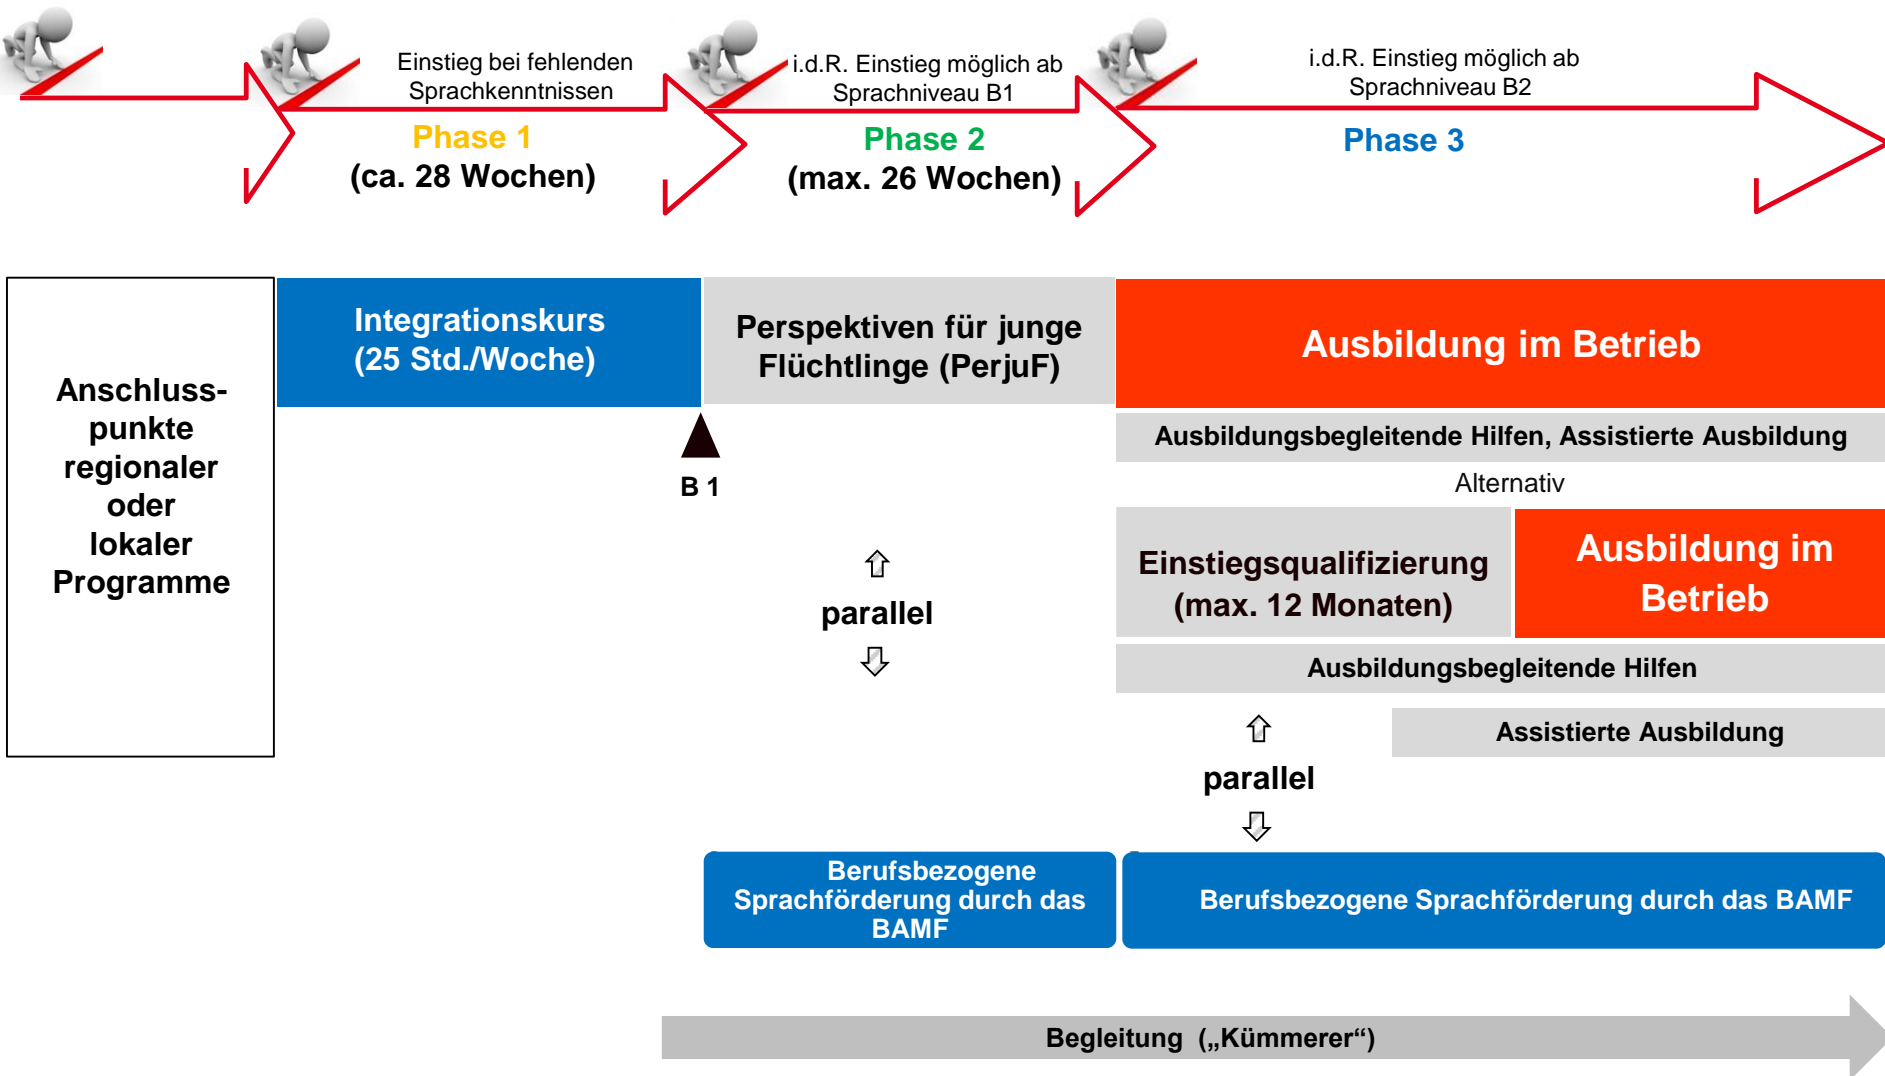 Einstieg bei fehlenden
Sprachkenntnissen
Phase 1
(ca. 28 Wochen)
i.d.R. Einstieg möglich ab
Sprachniveau B1
Phase 2
(max. 26 Wochen)
i.d.R. Einstieg möglich ab
Sprachniveau B2
Phase 3
Anschluss-
punkte
regionaler
oder
lokaler
Programme
Integrationskurs
(25 Std./Woche)
B 1
Perspektiven für junge
Flüchtlinge (PerjuF)
parallel
Ausbildung im Betrieb
Ausbildungsbegleitende Hilfen, Assistierte Ausbildung
Alternativ
Einstiegsqualifizierung
(max. 12 Monaten)
Ausbildung im
Betrieb
Ausbildungsbegleitende Hilfen
Assistierte Ausbildung
parallel
Berufsbezogene
Sprachförderung durch das
BAMF
Berufsbezogene Sprachförderung durch das BAMF
Begleitung („Kümmerer“)